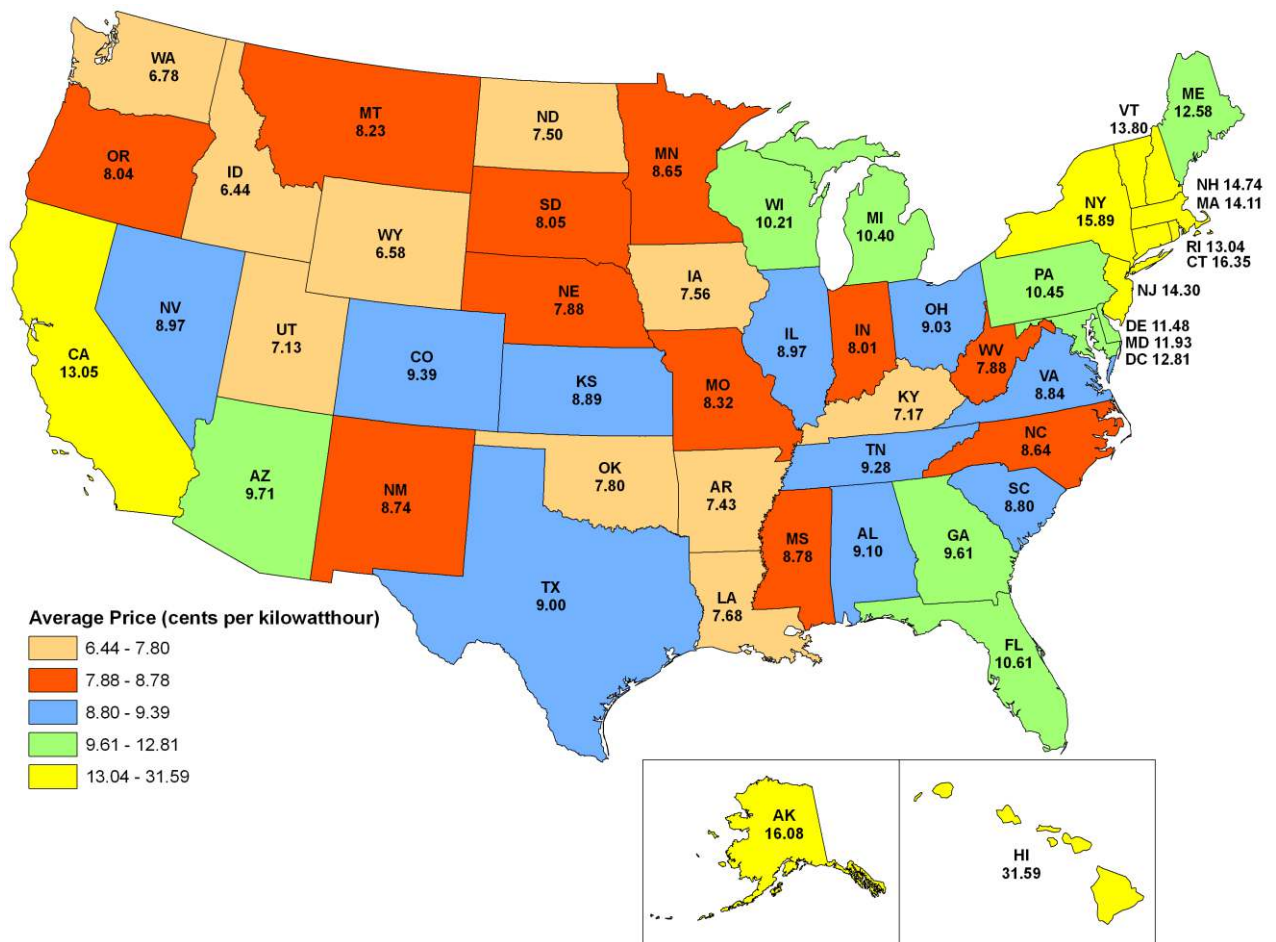 WA
6.78
MT
8.23
ND
7.50
MN
8.65
VT
13.80
ME
12.58
OR
8.04
ID
6.44
SD
8.05
WI
10.21
MI
10.40
NY
15.89
NH 14.74
MA 14.11
WY
6.58
RI 13.04
CT 16.35
IA
7.56
NE
7.88
PA
10.45
NJ 14.30
NV
8.97
UT
7.13
IL
8.97
IN
8.01
OH
9.03
DE 11.48
MD 11.93
DC 12.81
CA
13.05
CO
9.39
KS
8.89
MO
8.32
WV
7.88
VA
8.84
KY
7.17
NC
8.64
TN
9.28
AZ
9.71
NM
8.74
OK
7.80
AR
7.43
SC
8.80
MS
8.78
AL
9.10
GA
9.61
TX
9.00
LA
7.68
FL
10.61
Average Price (cents per kilowatthour)
6.44 - 7.80
7.88 - 8.78
8.80 - 9.39
9.61 - 12.81
13.04 - 31.59
AK
16.08
HI
31.59